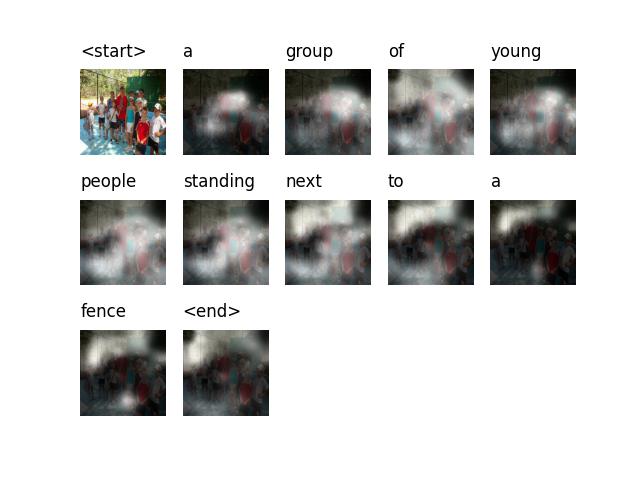 <start> a group of young
people standing next to a
fence <end>